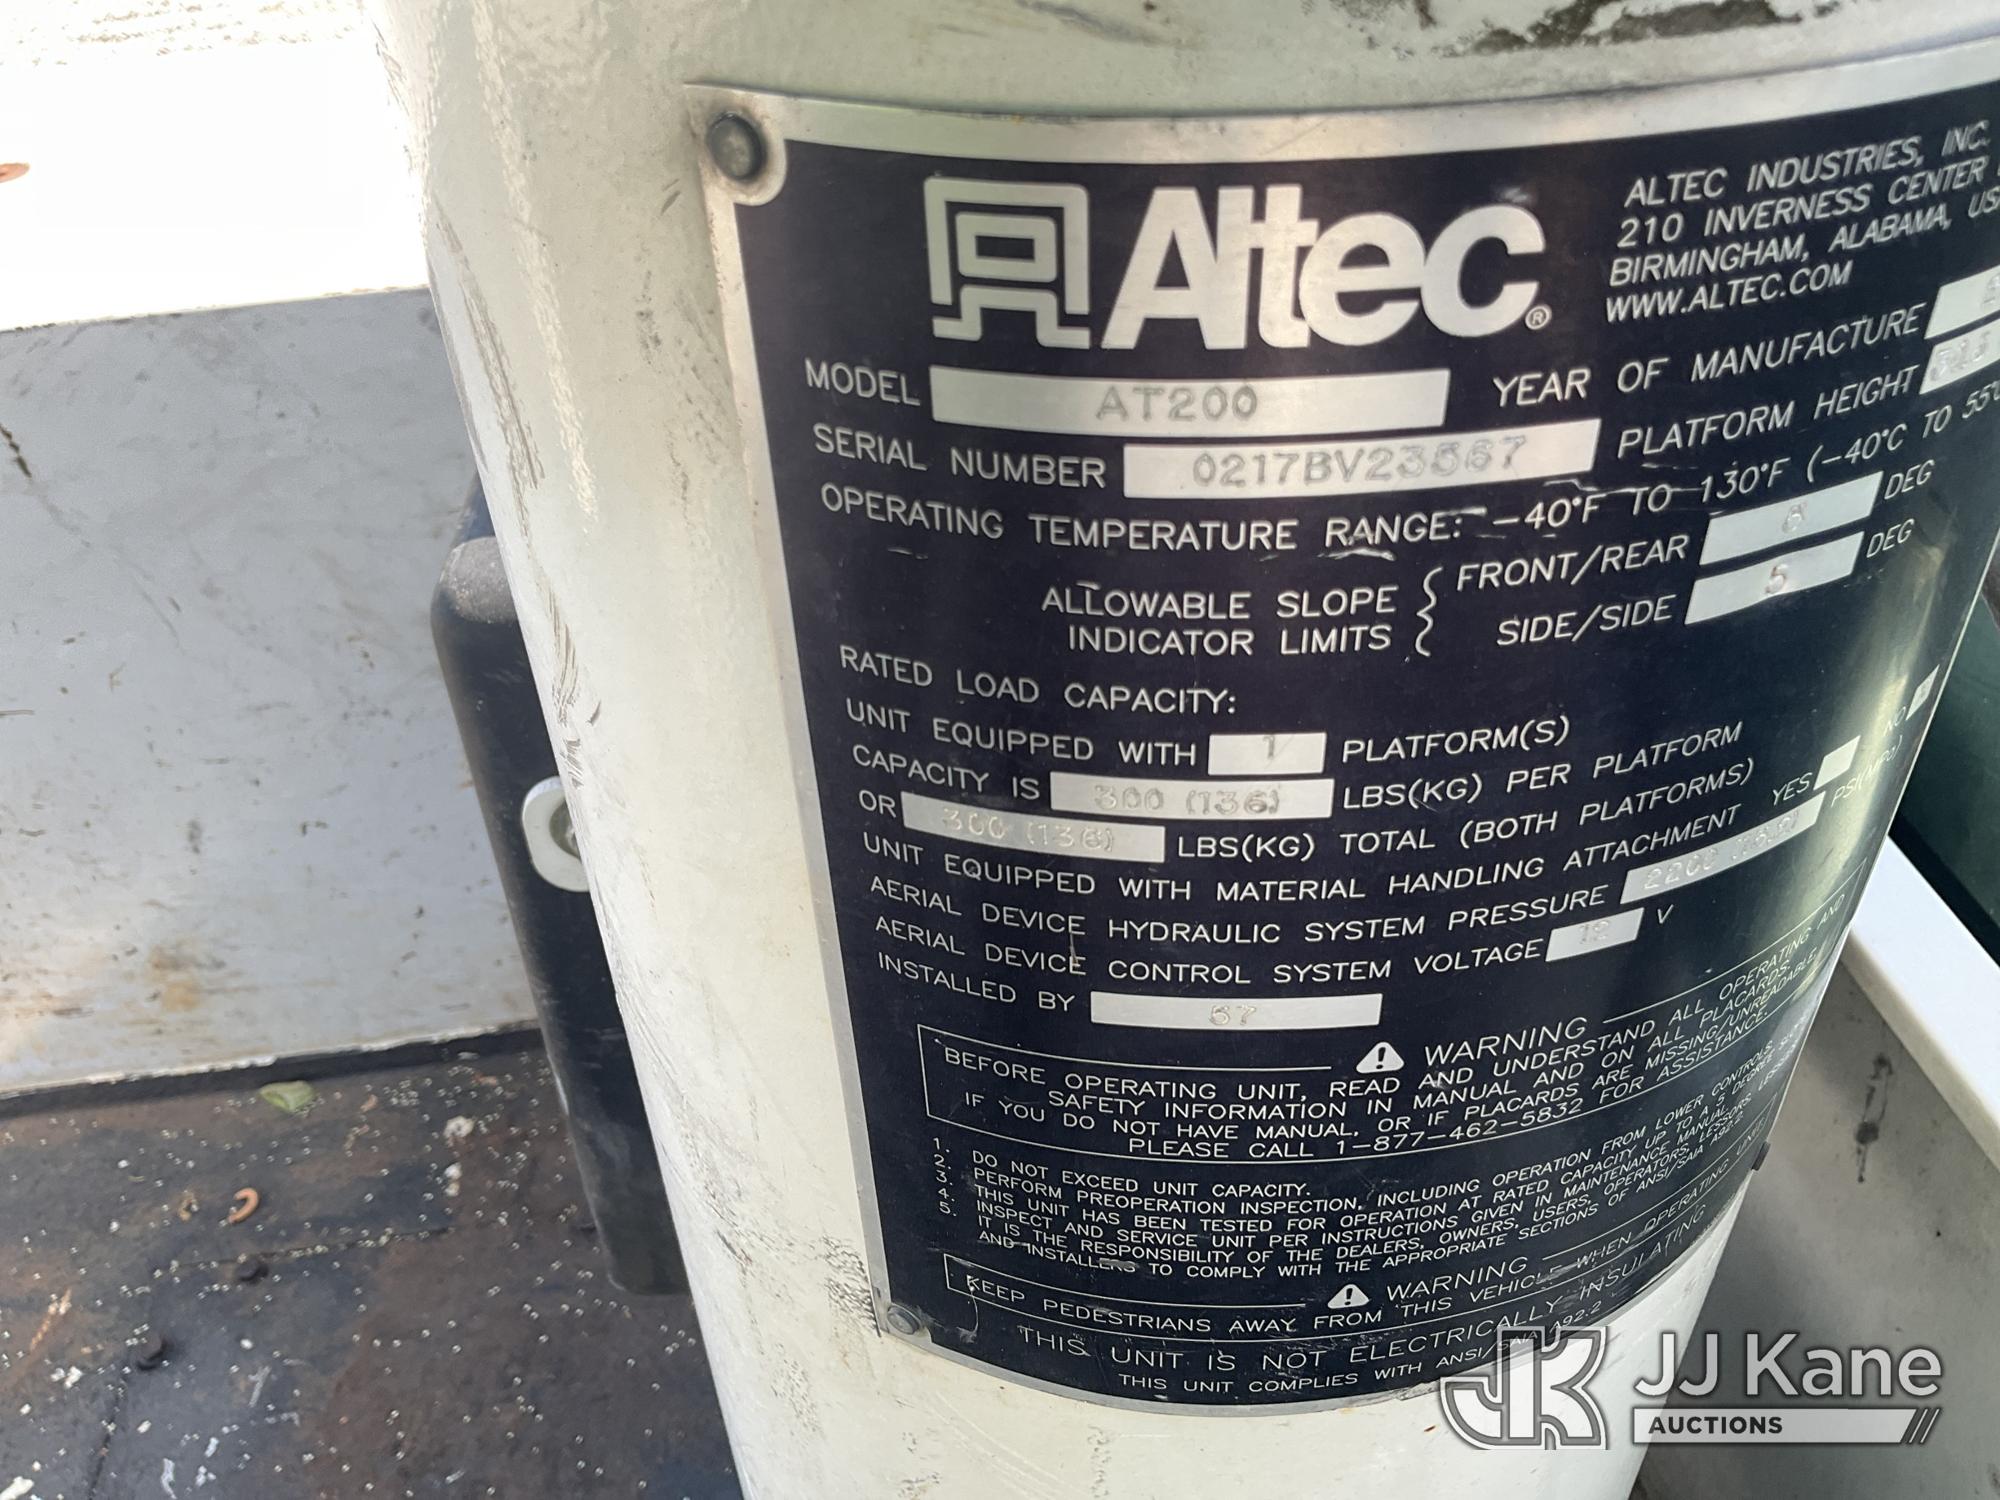 Altec®
ALTEC INDUSTRIES, INC.
210 INVERNESS CENTER
BIRMINGHAM, ALABAMA,
WWW.ALTEC.COM
MODEL AT200 YEAR OF MANUFACTURE
SERIAL NUMBER 0217BV23567 PLATFORM HEIGHT
OPERATING TEMPERATURE RANGE: -40°F TO 130°F (-40°C TO 55°C
ALLOWABLE SLOPE FRONT/REAR DEG
INDICATOR LIMITS SIDE/SIDE 5 DEG
RATED LOAD CAPACITY:
UNIT EQUIPPED WITH 1 PLATFORM(S)
CAPACITY IS 300 (136) LBS(KG) PER PLATFORM
OR 300 (136) LBS(KG) TOTAL (BOTH PLATFORMS)
UNIT EQUIPPED WITH MATERIAL HANDLING ATTACHMENT YES NO
AERIAL DEVICE HYDRAULIC SYSTEM PRESSURE 2200 PSI(MPa)
AERIAL DEVICE CONTROL SYSTEM VOLTAGE 12 V
INSTALLED BY 67
WARNING
BEFORE OPERATING UNIT, READ AND UNDERSTAND ALL OPERATING AND
SAFETY INFORMATION IN MANUAL AND ON ALL PLACARDS.
IF YOU DO NOT HAVE MANUAL, OR IF PLACARDS ARE MISSING/UNREADABLE
PLEASE CALL 1-877-462-5832 FOR ASSISTANCE.
1. DO NOT EXCEED UNIT CAPACITY.
2. PERFORM PREOPERATION INSPECTION, INCLUDING OPERATION FROM LOWER CONTROLS.
3. THIS UNIT HAS BEEN TESTED FOR OPERATION AT RATED CAPACITY UP TO A 5 DEGREE
4. INSPECT AND SERVICE UNIT PER INSTRUCTIONS GIVEN IN MAINTENANCE MANUAL.
5. IT IS THE RESPONSIBILITY OF THE DEALERS, OWNERS, USERS, OPERATORS, LESSORS,
AND INSTALLERS TO COMPLY WITH THE APPROPRIATE SECTIONS OF ANSI/SAIA A92.2.
WARNING
KEEP PEDESTRIANS AWAY FROM THIS VEHICLE WHEN OPERATING UNIT
THIS UNIT IS NOT ELECTRICALLY INSULATING
THIS UNIT COMPLIES WITH ANSI/SAIA A92.2
JJ Kane
AUCTIONS